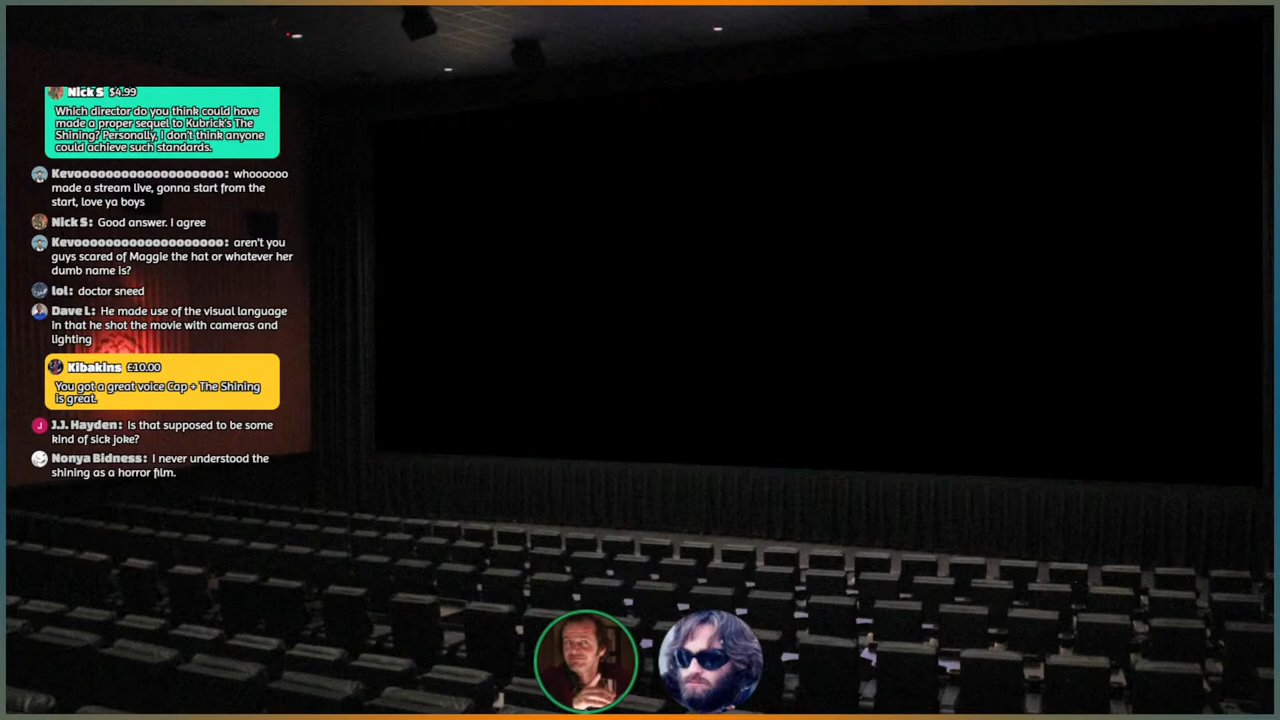 Nick S $4.99
Which director do you think could have
made a proper sequel to Kubrick's The
Shining? Personally, I don't think anyone
could achieve such standards.
Kevooooooooooooooooooo: whoooooo
made a stream live, gonna start from the
start, love ya boys
Nick S: Good answer. I agree
Kevooooooooooooooooooo: aren't you
guys scared of Maggie the hat or whatever her
dumb name is?
lol: doctor sneed
Dave L: He made use of the visual language
in that he shot the movie with cameras and
lighting
Kibakins £10.00
You got a great voice Cap + The Shining
is great.
J J.J. Hayden: Is that supposed to be some
kind of sick joke?
Nonya Bidness: I never understood the
shining as a horror film.